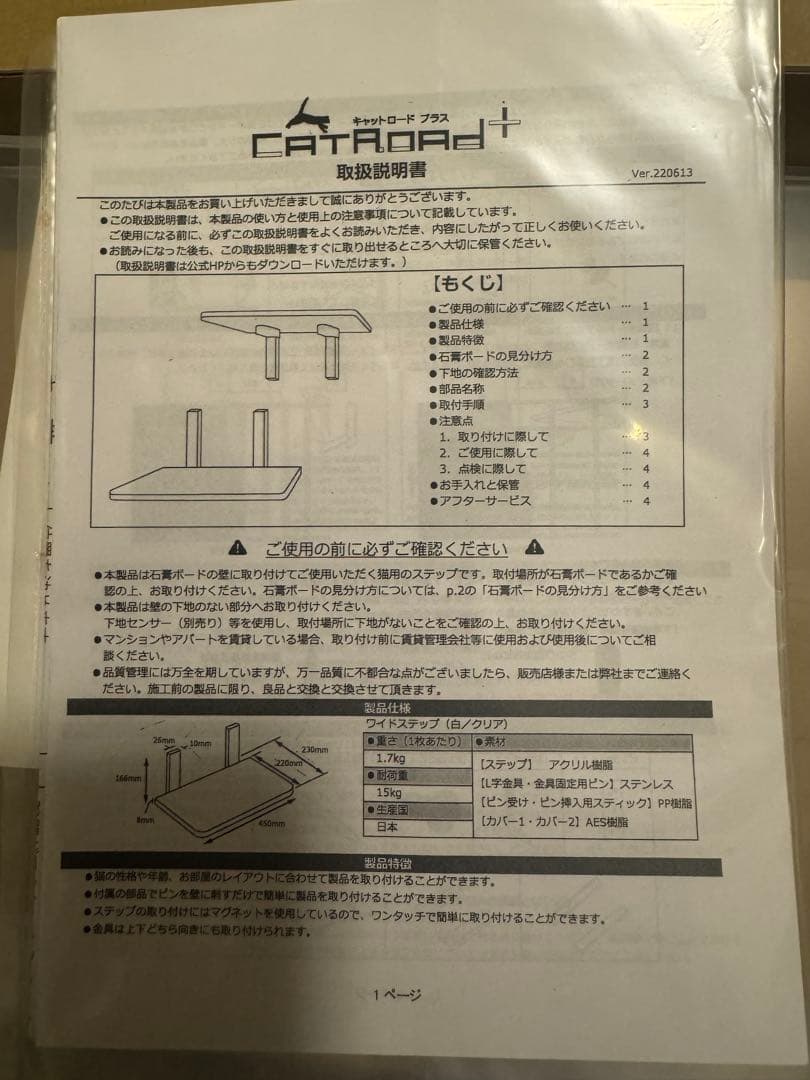 キャットロード プラス
CATROAD+
取扱説明書
Ver.220613
このたびは本製品をお買い上げいただきまして誠にありがとうございます。
●この取扱説明書は、本製品の使い方と使用上の注意事項について記載しています。
ご使用になる前に、必ずこの取扱説明書をよくお読みいただき、内容にしたがって正しくお使いください。
●お読みになった後も、この取扱説明書をすぐに取り出せるところへ大切に保管ください。
（取扱説明書は公式HPからもダウンロードいただけます。）
【もくじ】
●ご使用の前に必ずご確認ください … 1
●製品仕様 … 1
●製品特徴 … 1
●石膏ボードの見分け方 … 2
●下地の確認方法 … 2
●部品名称 … 2
●取付手順 … 3
●注意点
1．取り付けに際して … 3
2．ご使用に際して … 4
3．点検に際して … 4
●お手入れと保管 … 4
●アフターサービス … 4
ご使用の前に必ずご確認ください
●本製品は石膏ボードの壁に取り付けてご使用いただく猫用のステップです。取付場所が石膏ボードであるかご確
認の上、お取り付けください。石膏ボードの見分け方については、p.2の「石膏ボードの見分け方」をご参考ください
●本製品は壁の下地のない部分へお取り付けください。
下地センサー（別売り）等を使用し、取付場所に下地がないことをご確認の上、お取り付けください。
●マンションやアパートを賃貸している場合、取り付け前に賃貸管理会社等に使用および使用後についてご相
談ください。
●品質管理には万全を期していますが、万一品質に不都合な点がございましたら、販売店様または弊社までご連絡く
ださい。施工前の製品に限り、良品と交換と交換させて頂きます。
製品仕様
26mm
10mm
230mm
220mm
166mm
8mm
450mm
ワイドステップ（白／クリア）
●重さ（1枚あたり）
1.7kg
●耐荷重
15kg
●生産国
日本
●素材
【ステップ】 アクリル樹脂
【L字金具・金具固定用ピン】ステンレス
【ピン受け・ピン挿入用スティック】PP樹脂
【カバー1・カバー2】AES樹脂
製品特徴
●猫の性格や年齢、お部屋のレイアウトに合わせて製品を取り付けることができます。
●付属の部品でピンを壁に刺すだけで簡単に製品を取り付けることができます。
●ステップの取り付けにはマグネットを使用しているので、ワンタッチで簡単に取り付けることができます。
●金具は上下どちら向きにも取り付けられます。
1 ページ